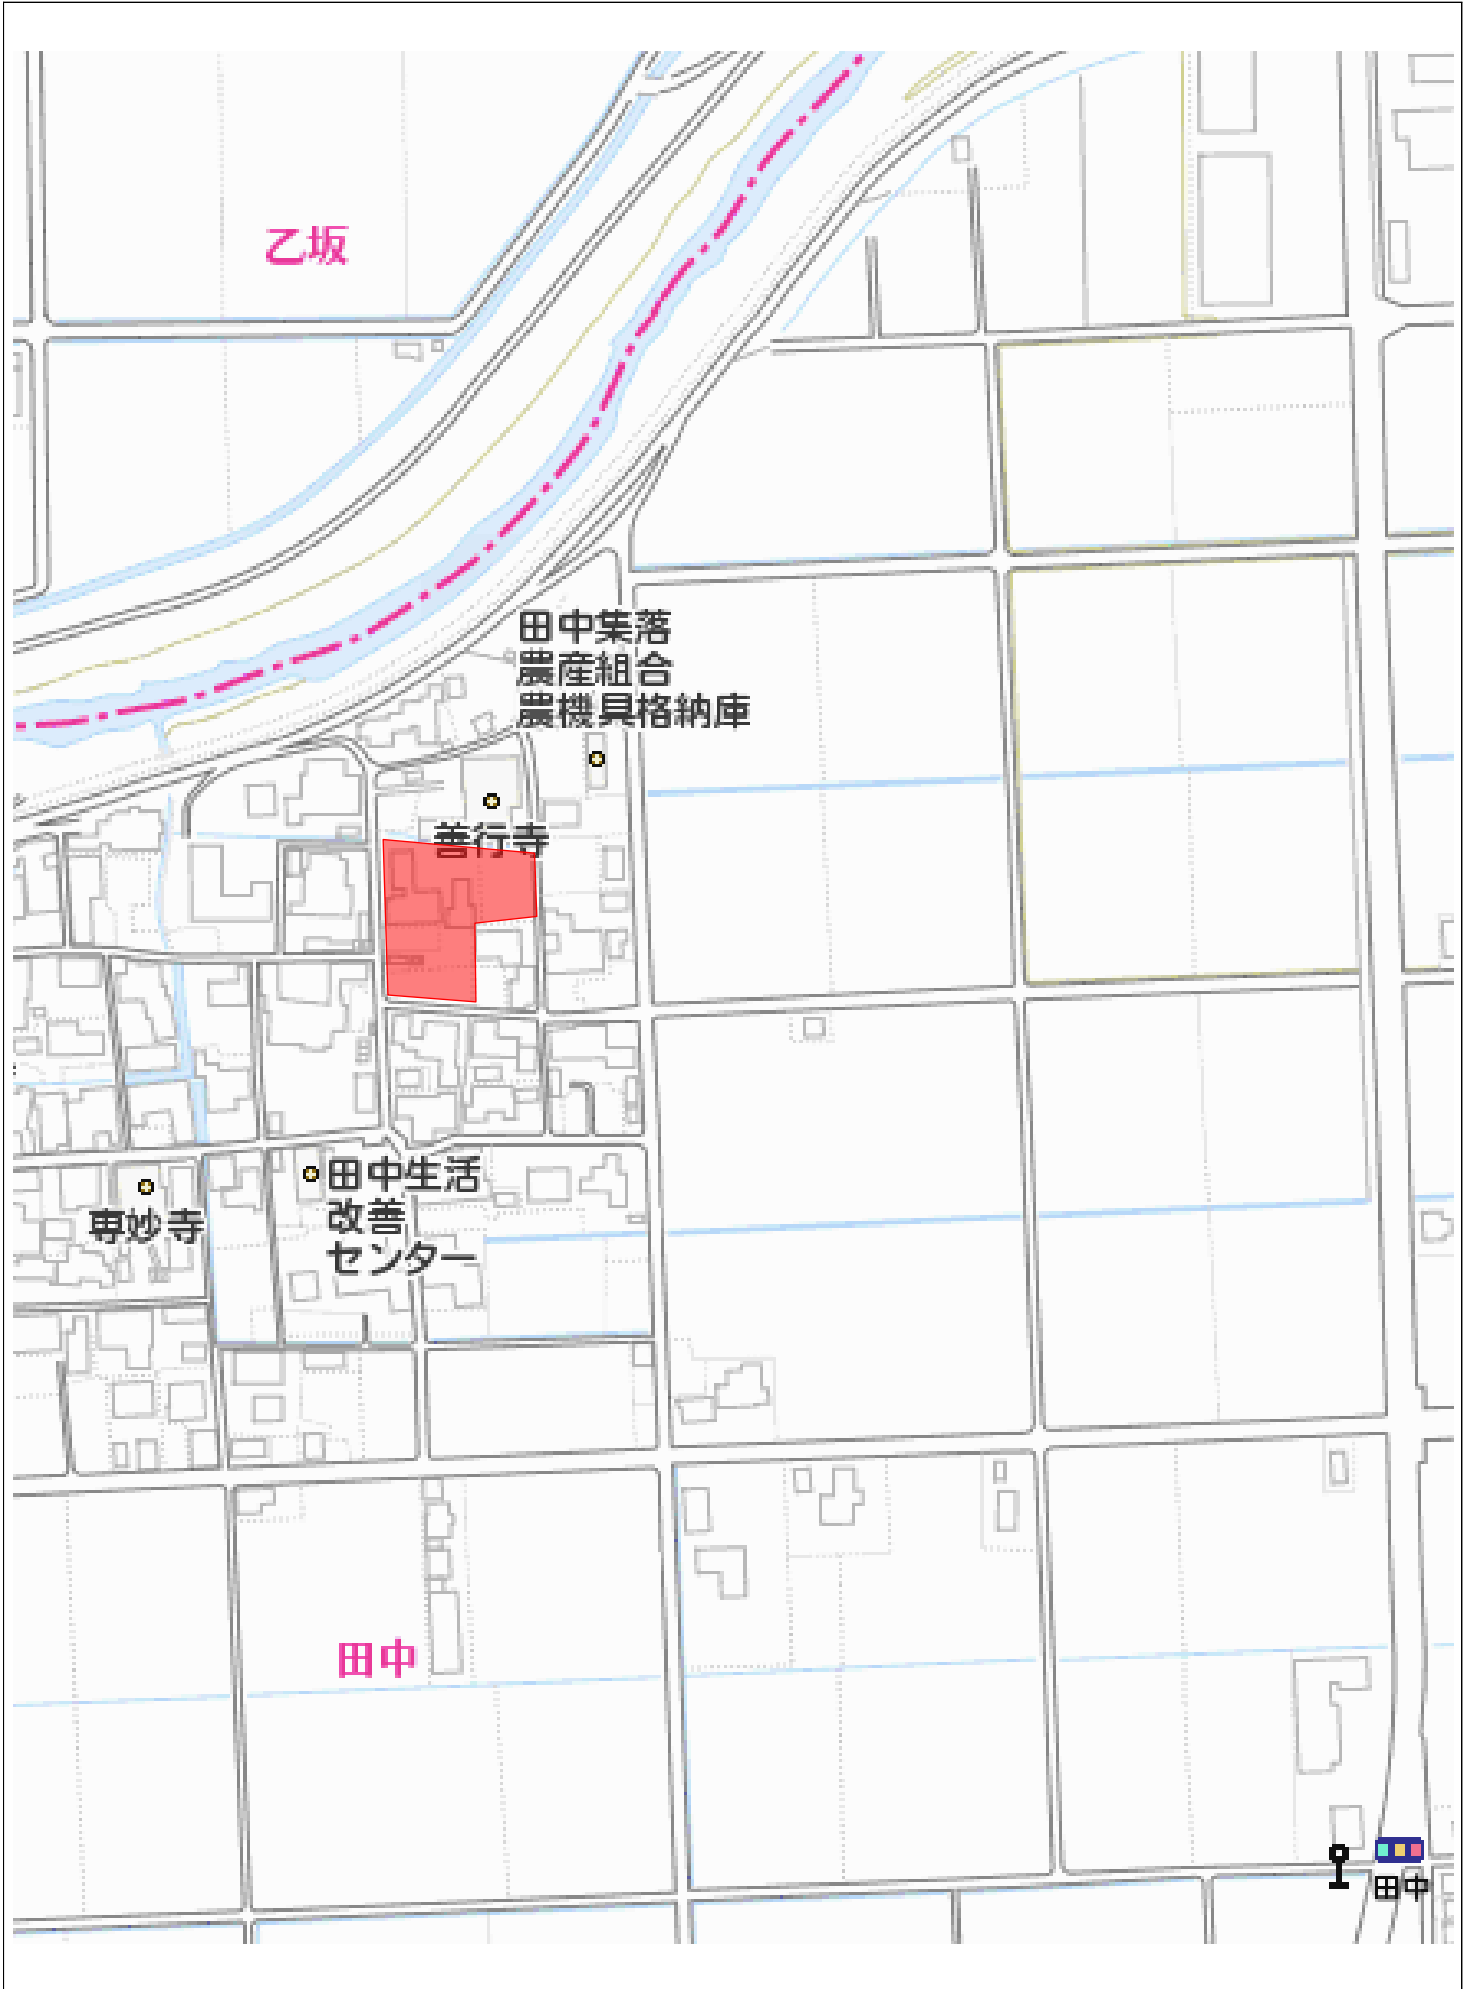 乙坂
田中集落
農産組合
農機具格納庫
善行寺
田中生活
改善
センター
専妙寺
田中
田中